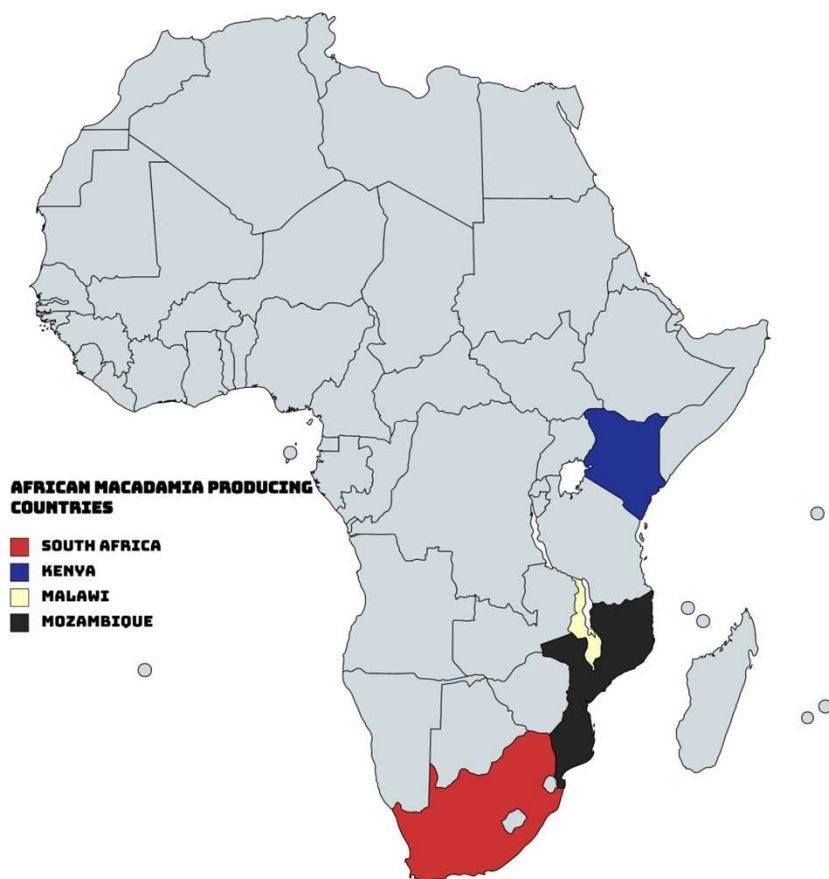 AFRICAN MACADAMIA PRODUCING
COUNTRIES
SOUTH AFRICA
KENYA
MALAWI
MOZAMBIQUE